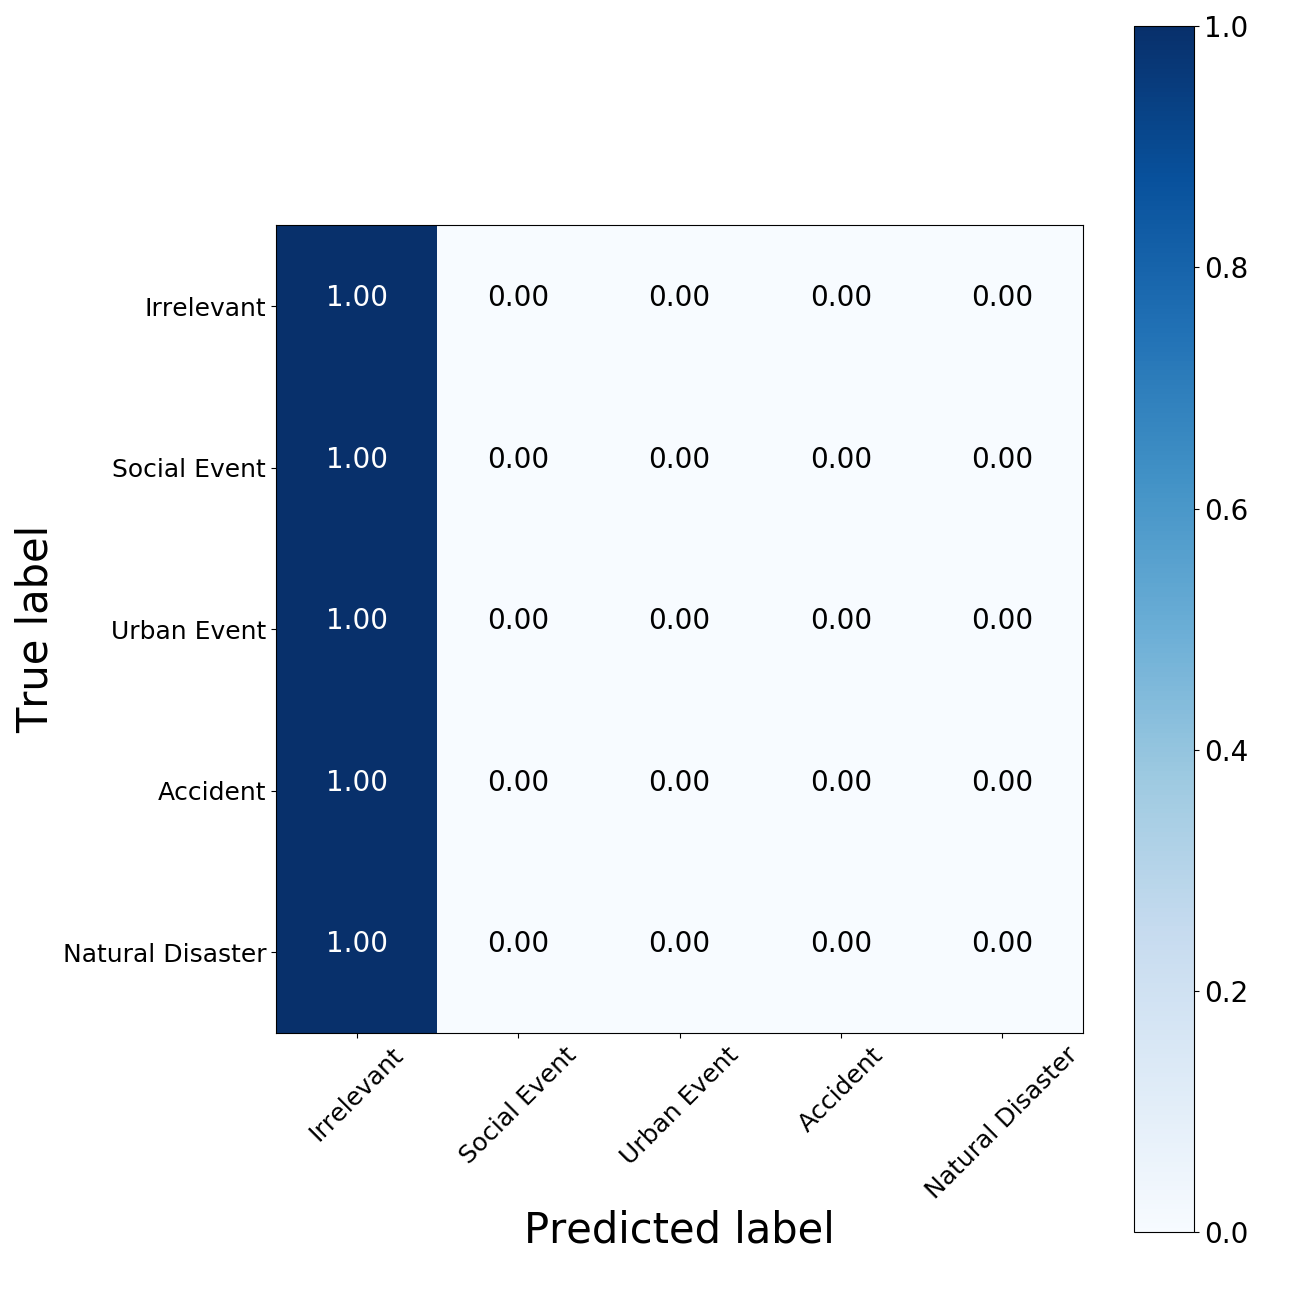 1.0
Irrelevant 1.00 0.00 0.00 0.00 0.00
0.8
Social Event 1.00 0.00 0.00 0.00 0.00
0.6
Urban Event 1.00 0.00 0.00 0.00 0.00
True label
0.4
Accident 1.00 0.00 0.00 0.00 0.00
Natural Disaster 1.00 0.00 0.00 0.00 0.00
0.2
Irrelevant
Social Event
Urban Event
Accident
Natural Disaster
Predicted label
0.0